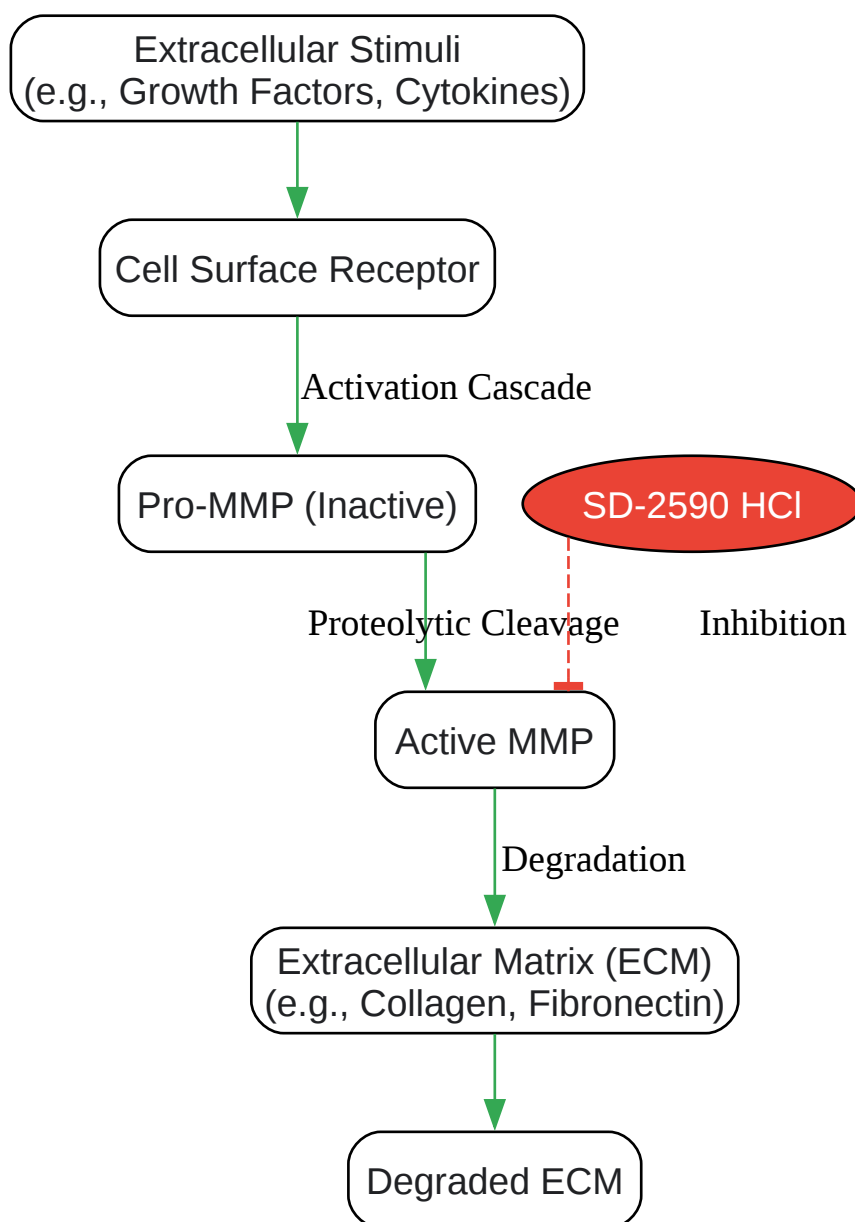 Extracellular Stimuli
(e.g., Growth Factors, Cytokines)
Cell Surface Receptor
Activation Cascade
Pro-MMP (Inactive)
SD-2590 HCl
Proteolytic Cleavage
Inhibition
Active MMP
Degradation
Extracellular Matrix (ECM)
(e.g., Collagen, Fibronectin)
Degraded ECM